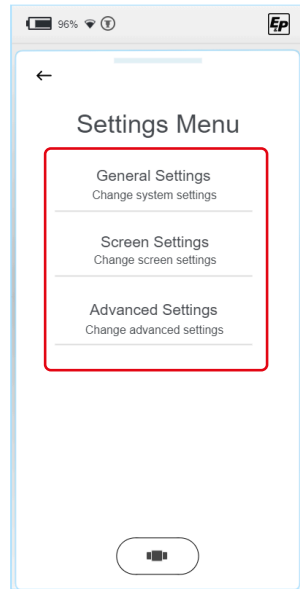 96%
EP
Settings Menu
General Settings
Change system settings
Screen Settings
Change screen settings
Advanced Settings
Change advanced settings